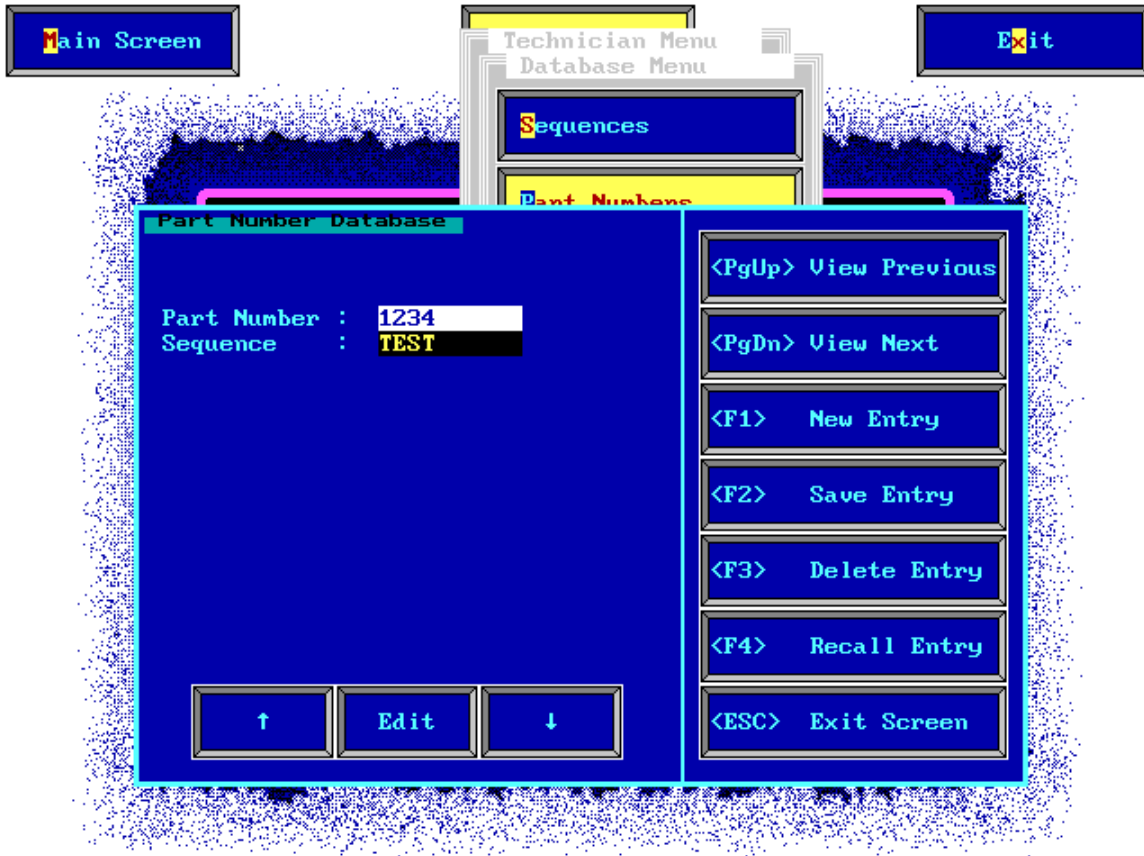 Main Screen
Exit
Technician Menu
Database Menu
Sequences
Part Numbers
Part Number Database
Part Number : 1234
Sequence : TEST
↑ Edit ↓
<PgUp> View Previous
<PgDn> View Next
<F1> New Entry
<F2> Save Entry
<F3> Delete Entry
<F4> Recall Entry
<ESC> Exit Screen